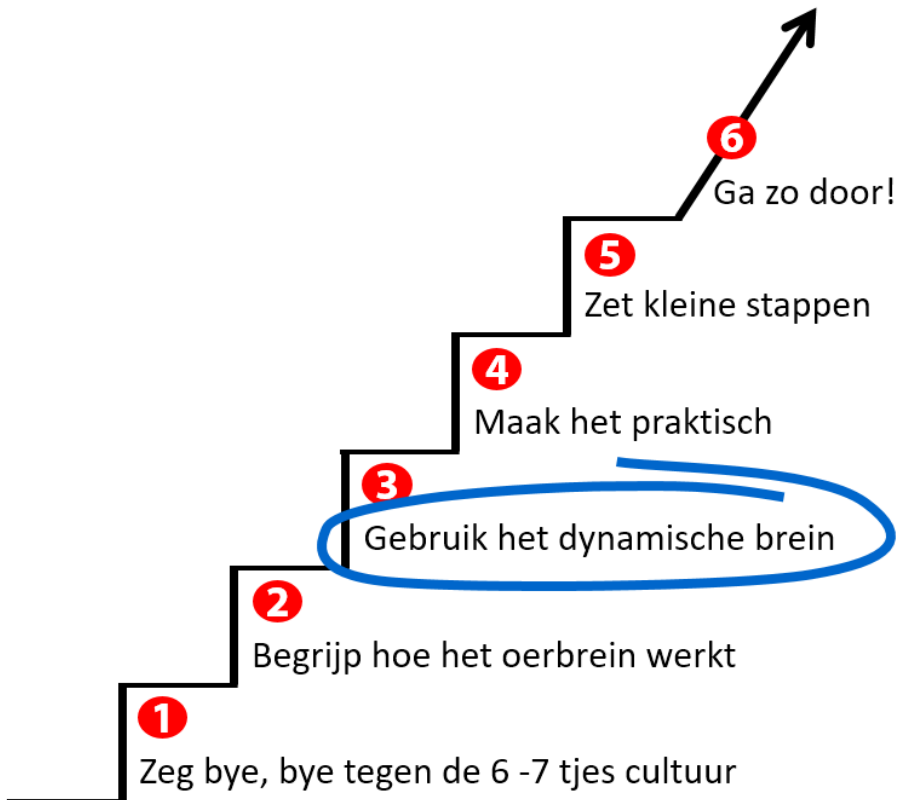 6
Ga zo door!
5
Zet kleine stappen
4
Maak het praktisch
3
Gebruik het dynamische brein
2
Begrijp hoe het oerbrein werkt
1
Zeg bye, bye tegen de 6 -7 tjes cultuur